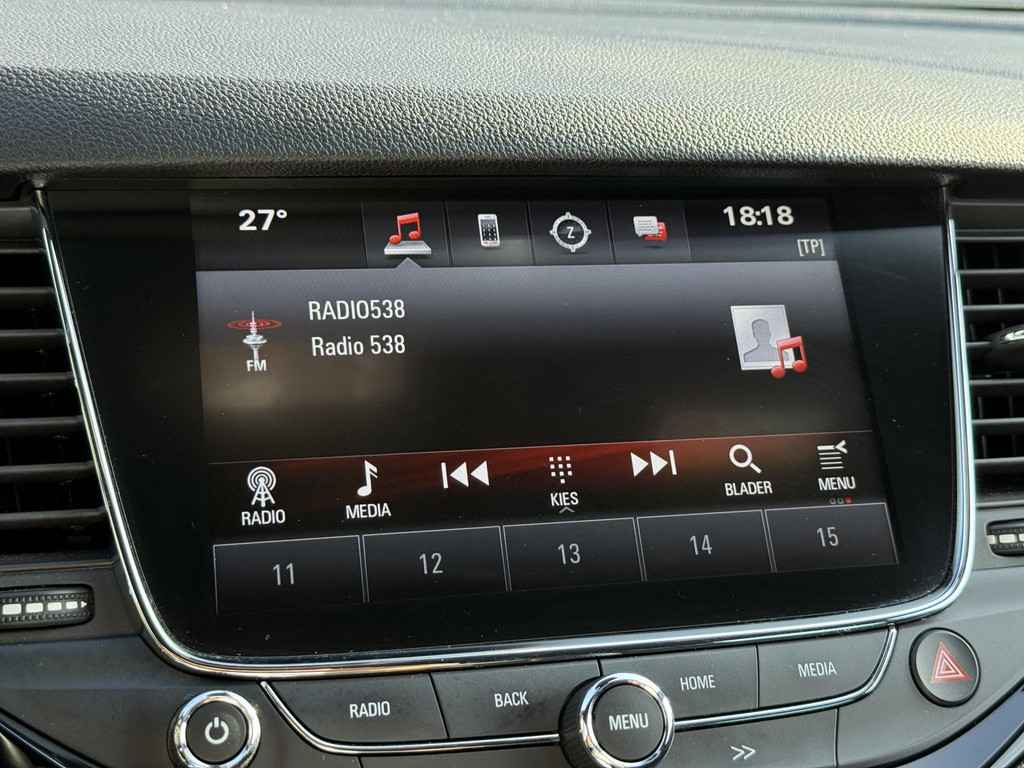 27°
18:18
[TP]
Z
RADIO538
Radio 538
FM
RADIO
MEDIA
KIES
BLADER
MENU
11
12
13
14
15
RADIO
BACK
MENU
HOME
MEDIA